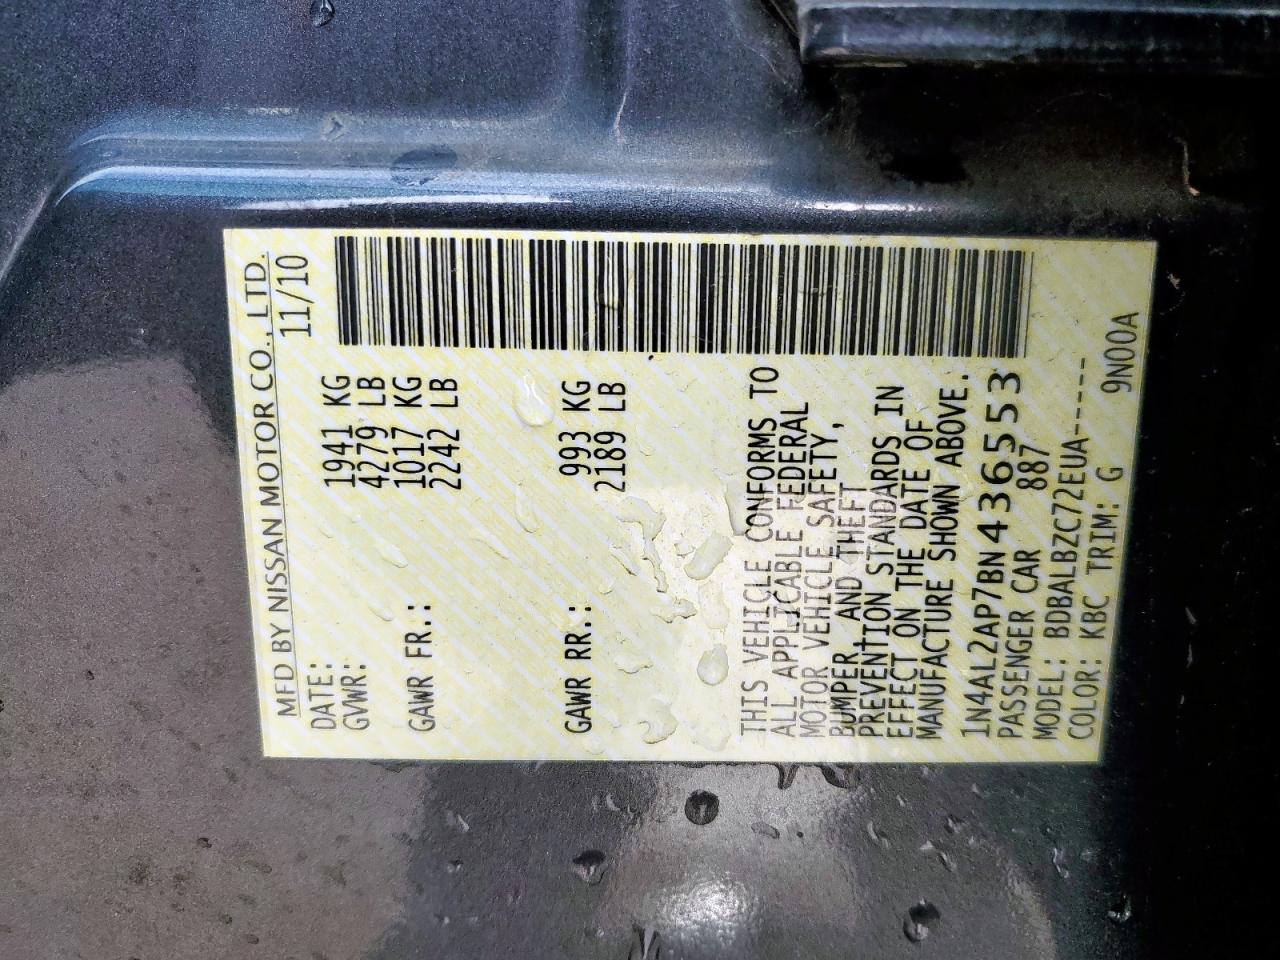 MFD BY NISSAN MOTOR CO., LTD.
DATE: 11/10
GVWR: 1941 KG
4279 LB
GAWR FR.: 1017 KG
2242 LB
GAWR RR.: 993 KG
2189 LB
THIS VEHICLE CONFORMS TO
ALL APPLICABLE FEDERAL
MOTOR VEHICLE SAFETY,
BUMPER, AND THEFT
PREVENTION STANDARDS IN
EFFECT ON THE DATE OF
MANUFACTURE SHOWN ABOVE.
1N4AL2AP7BN436553
PASSENGER CAR 887
MODEL: BDBALBZC72EUA-----
COLOR: KBC TRIM: G 9N00A